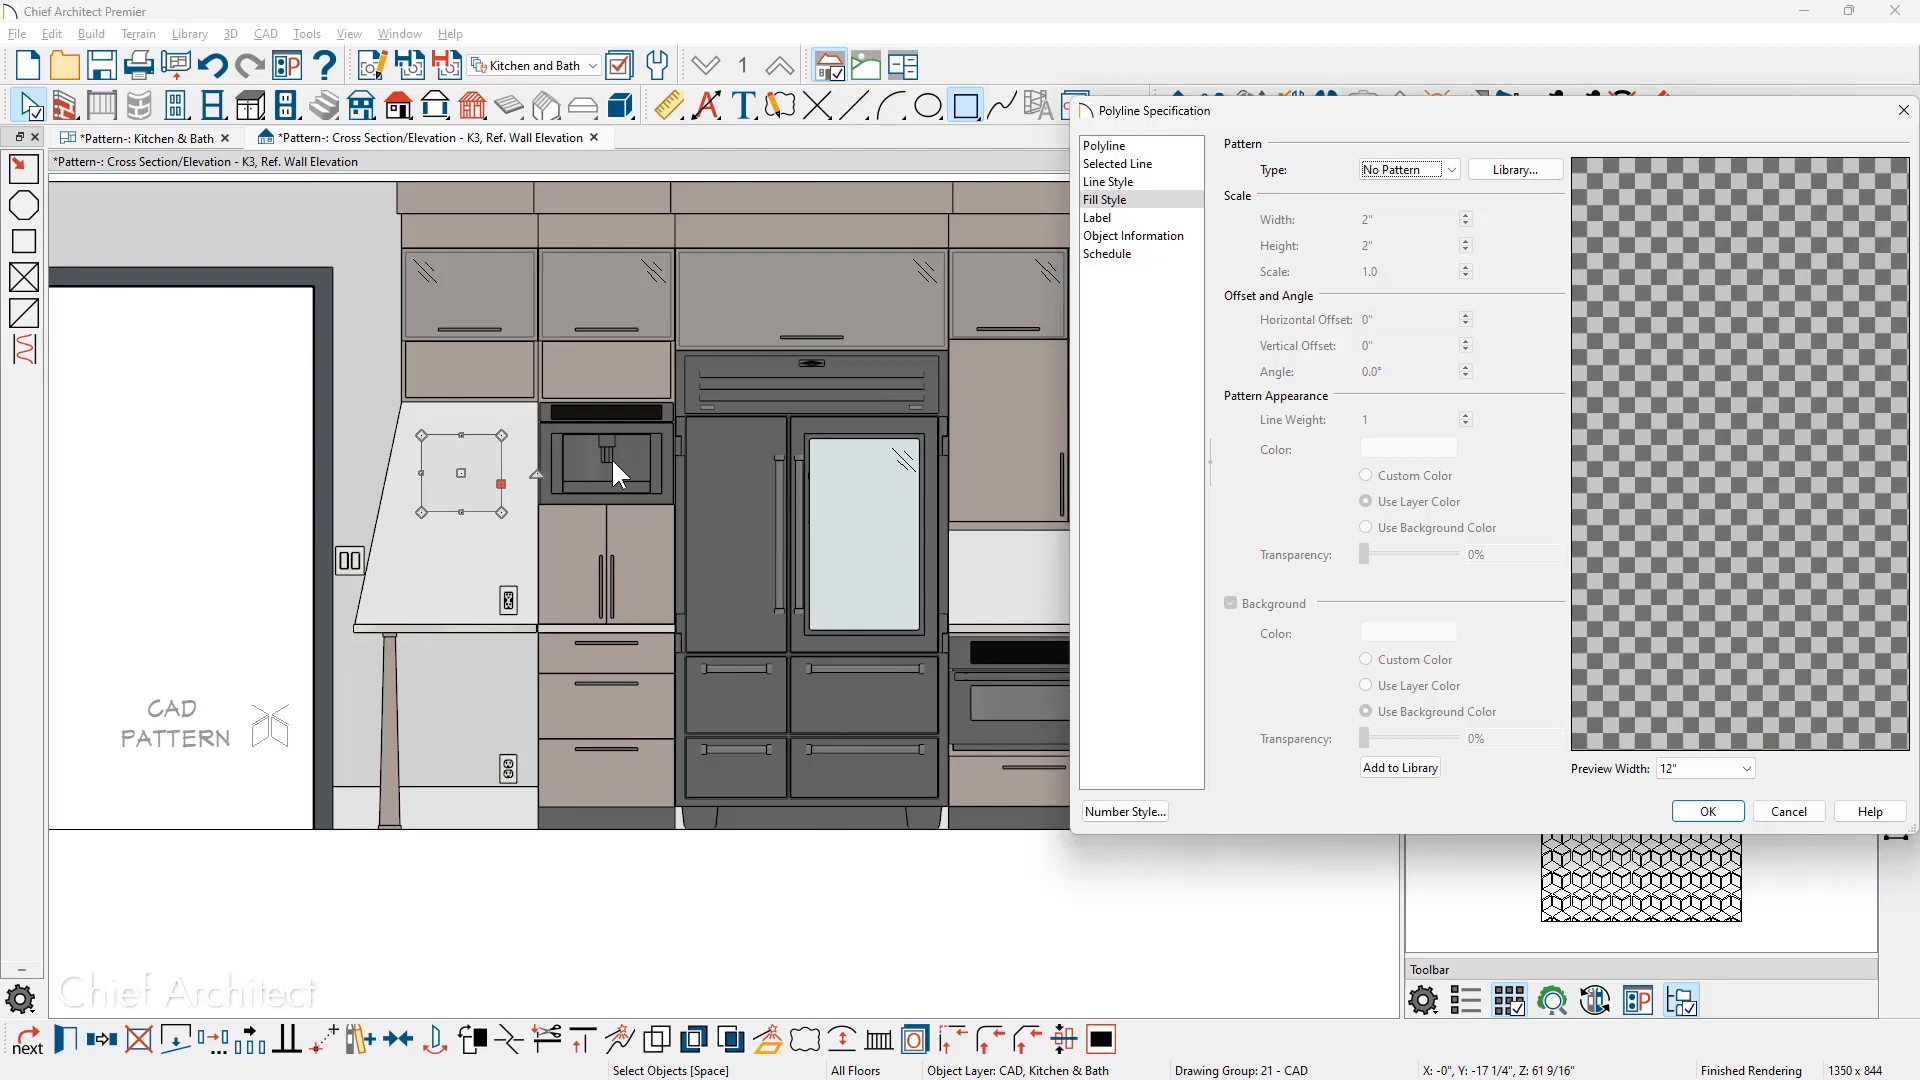 Chief Architect Premier
File Edit Build Terrain Library 3D CAD Tools View Window Help
Kitchen and Bath 1
*Pattern-: Kitchen & Bath *Pattern-: Cross Section/Elevation - K3, Ref. Wall Elevation
*Pattern-: Cross Section/Elevation - K3, Ref. Wall Elevation
Polyline Specification
Polyline
Selected Line
Line Style
Fill Style
Label
Object Information
Schedule
Pattern
Type: No Pattern Library...
Scale
Width: 2"
Height: 2"
Scale: 1.0
Offset and Angle
Horizontal Offset: 0"
Vertical Offset: 0"
Angle: 0.0°
Pattern Appearance
Line Weight: 1
Color:
Custom Color
Use Layer Color
Use Background Color
Transparency: 0%
Background
Color:
Custom Color
Use Layer Color
Use Background Color
Transparency: 0%
Add to Library
Preview Width: 12"
Number Style... OK Cancel Help
CAD
PATTERN
Chief Architect
Toolbar
next
Select Objects [Space] All Floors Object Layer: CAD, Kitchen & Bath Drawing Group: 21 - CAD X: -0", Y: -17 1/4", Z: 61 9/16" Finished Rendering 1350 x 844